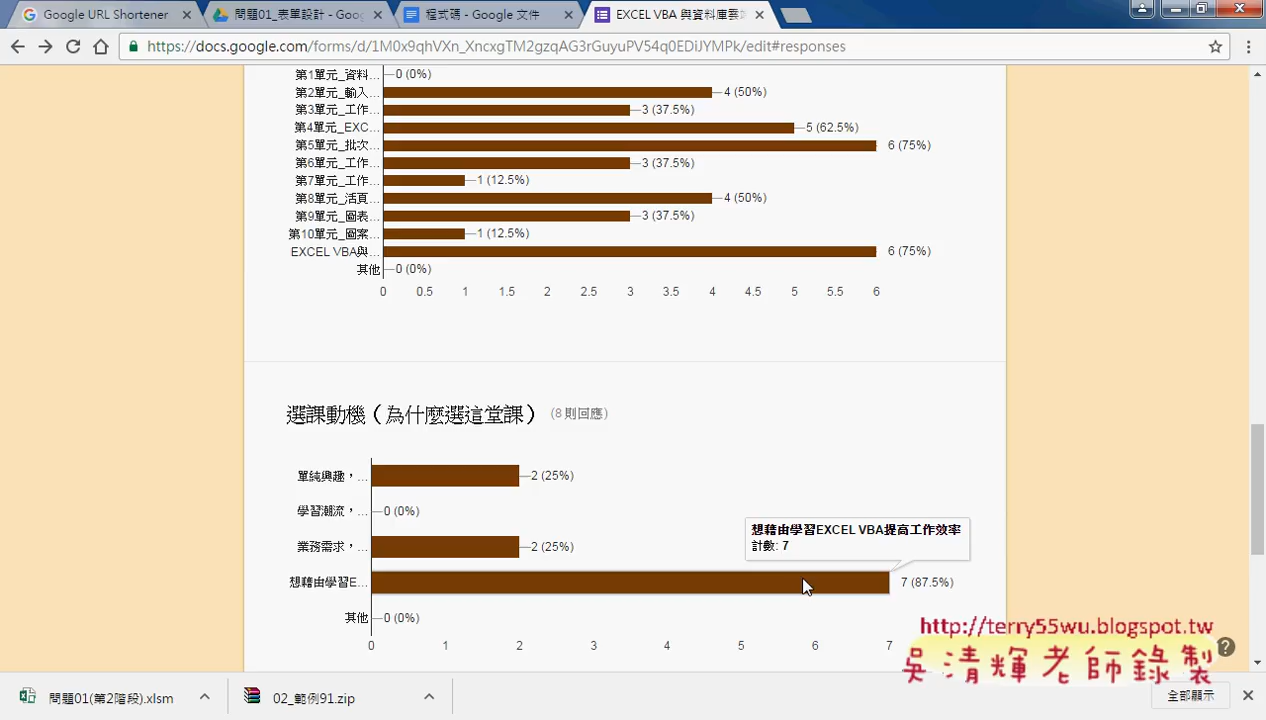 Google URL Shortener
問題01_表單設計 - Goog
程式碼 - Google 文件
EXCEL VBA 與資料庫雲端
https://docs.google.com/forms/d/1M0x9qhVXn_XncxgTM2gzqAG3rGuyuPV54q0EDiJYMPk/edit#responses
第1單元_資料... 0 (0%)
第2單元_輸入... 4 (50%)
第3單元_工作... 3 (37.5%)
第4單元_EXC... 5 (62.5%)
第5單元_批次... 6 (75%)
第6單元_工作... 3 (37.5%)
第7單元_工作... 1 (12.5%)
第8單元_活頁... 4 (50%)
第9單元_圖表... 3 (37.5%)
第10單元_圖案... 1 (12.5%)
EXCEL VBA與... 6 (75%)
其他 0 (0%)
0 0.5 1 1.5 2 2.5 3 3.5 4 4.5 5 5.5 6
選課動機（為什麼選這堂課） (8 則回應)
單純興趣，... 2 (25%)
學習潮流，... 0 (0%)
想藉由學習EXCEL VBA提高工作效率
計數: 7
業務需求，... 2 (25%)
想藉由學習E... 7 (87.5%)
其他 0 (0%)
0 1 2 3 4 5 6 7
http://terry55wu.blogspot.tw
吳清輝老師錄製
問題01(第2階段).xlsm
02_範例91.zip
全部顯示